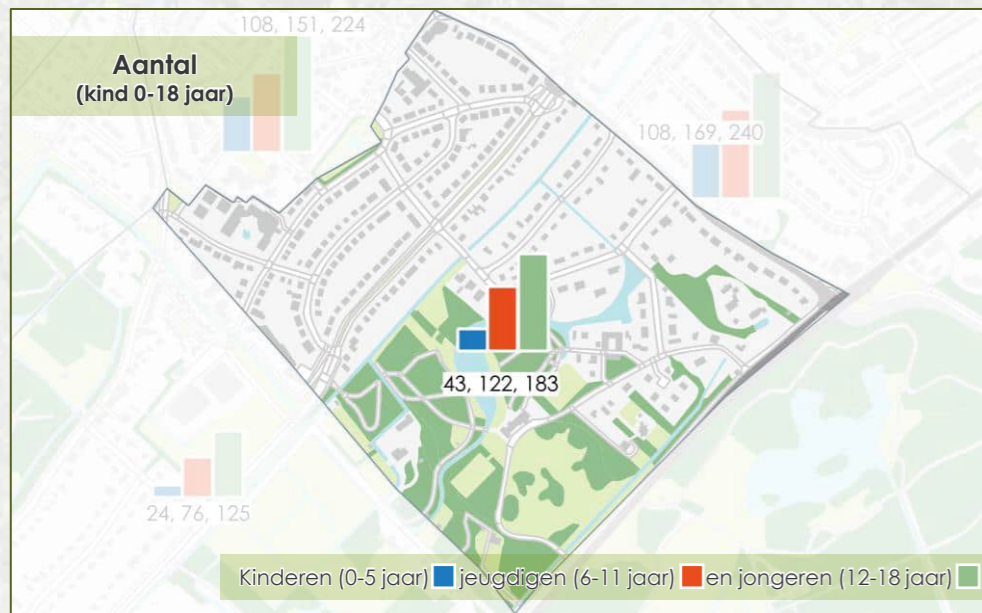 108, 151, 224
Aantal
(kind 0-18 jaar)
108, 169, 240
43, 122, 183
24, 76, 125
Kinderen (0-5 jaar) jeugdigen (6-11 jaar) en jongeren (12-18 jaar)